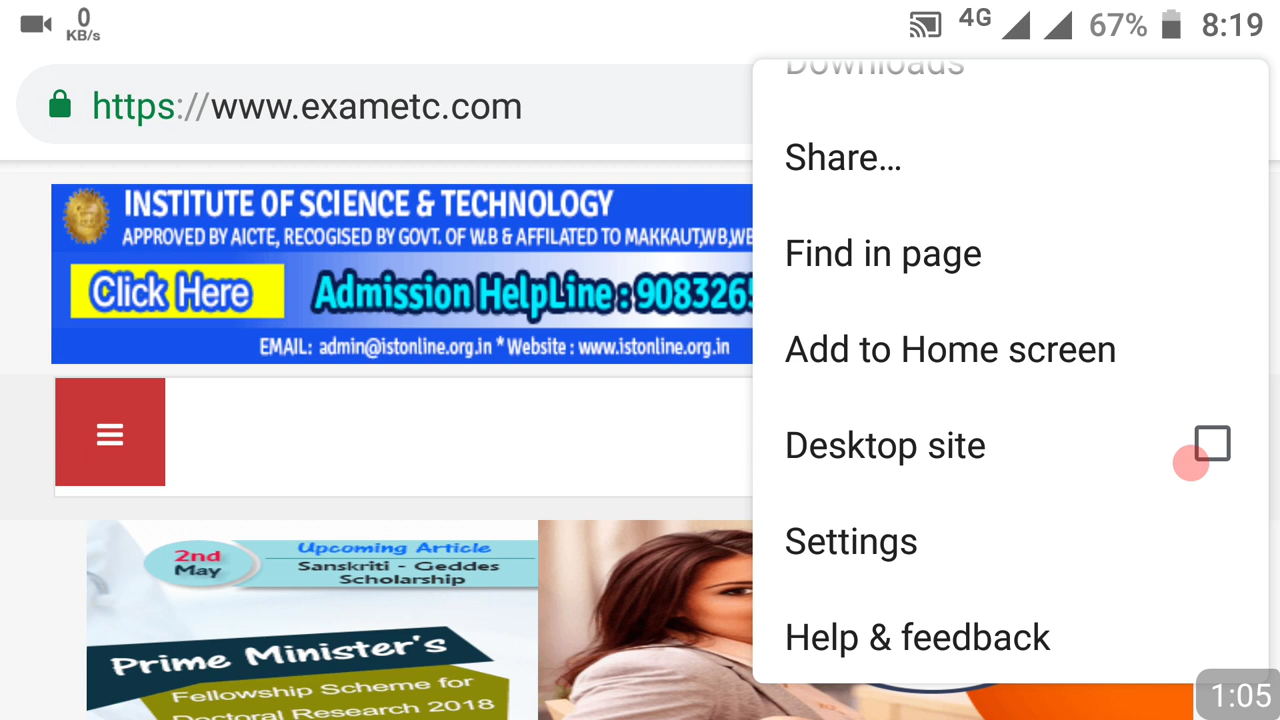 0
KB/s
4G
67%
8:19
https://www.exametc.com
Downloads
Share...
Find in page
Add to Home screen
Desktop site
Settings
Help & feedback
INSTITUTE OF SCIENCE & TECHNOLOGY
APPROVED BY AICTE, RECOGISED BY GOVT. OF W.B & AFFILATED TO MAKKAUT,WB,WE
Click Here
Admission HelpLine : 9083265
EMAIL: admin@istonline.org.in * Website : www.istonline.org.in
2nd
May
Upcoming Article
Sanskriti - Geddes
Scholarship
Prime Minister's
Fellowship Scheme for
Doctoral Research 2018
1:05